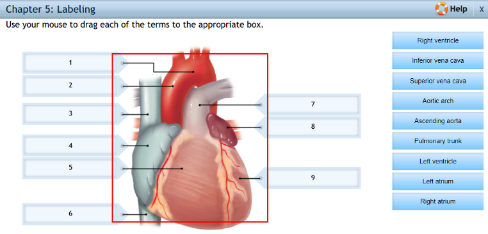 Chapter 5: Labeling
Help X
Use your mouse to drag each of the terms to the appropriate box.
1
2
3
4
5
6
7
8
9
Right ventricle
Inferior vena cava
Superior vena cava
Aortic arch
Ascending aorta
Pulmonary trunk
Left ventricle
Left atrium
Right atrium